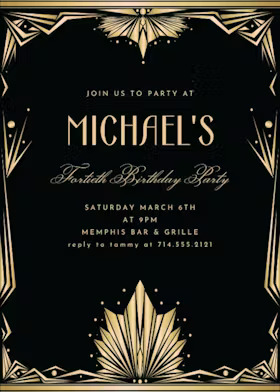 JOIN US TO PARTY AT
MICHAEL'S
Fortieth Birthday Party
SATURDAY MARCH 6TH
AT 9PM
MEMPHIS BAR & GRILLE
reply to tammy at 714.555.2121